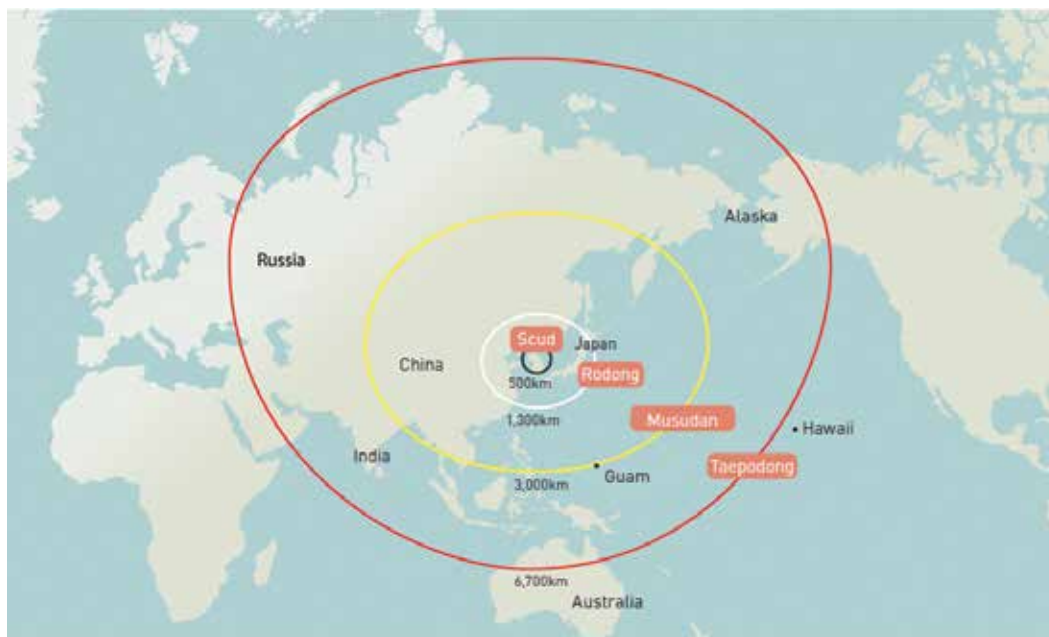 Alaska
Russia
Scud
Japan
China
500km
Rodong
1,300km
Musudan
Hawaii
India
Taepodong
Guam
3,000km
6,700km
Australia